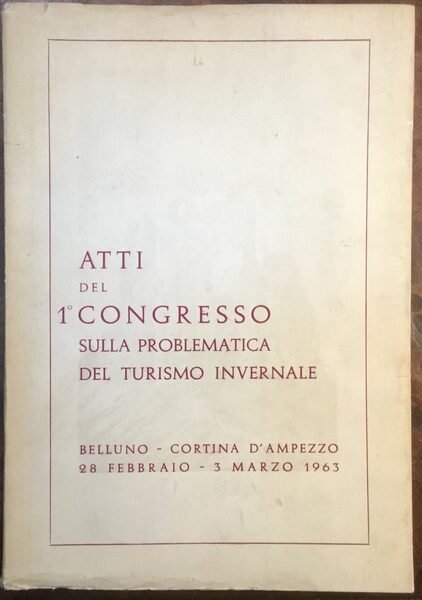 ATTI
DEL
1° CONGRESSO
SULLA PROBLEMATICA
DEL TURISMO INVERNALE
BELLUNO - CORTINA D'AMPEZZO
28 FEBBRAIO - 3 MARZO 1963